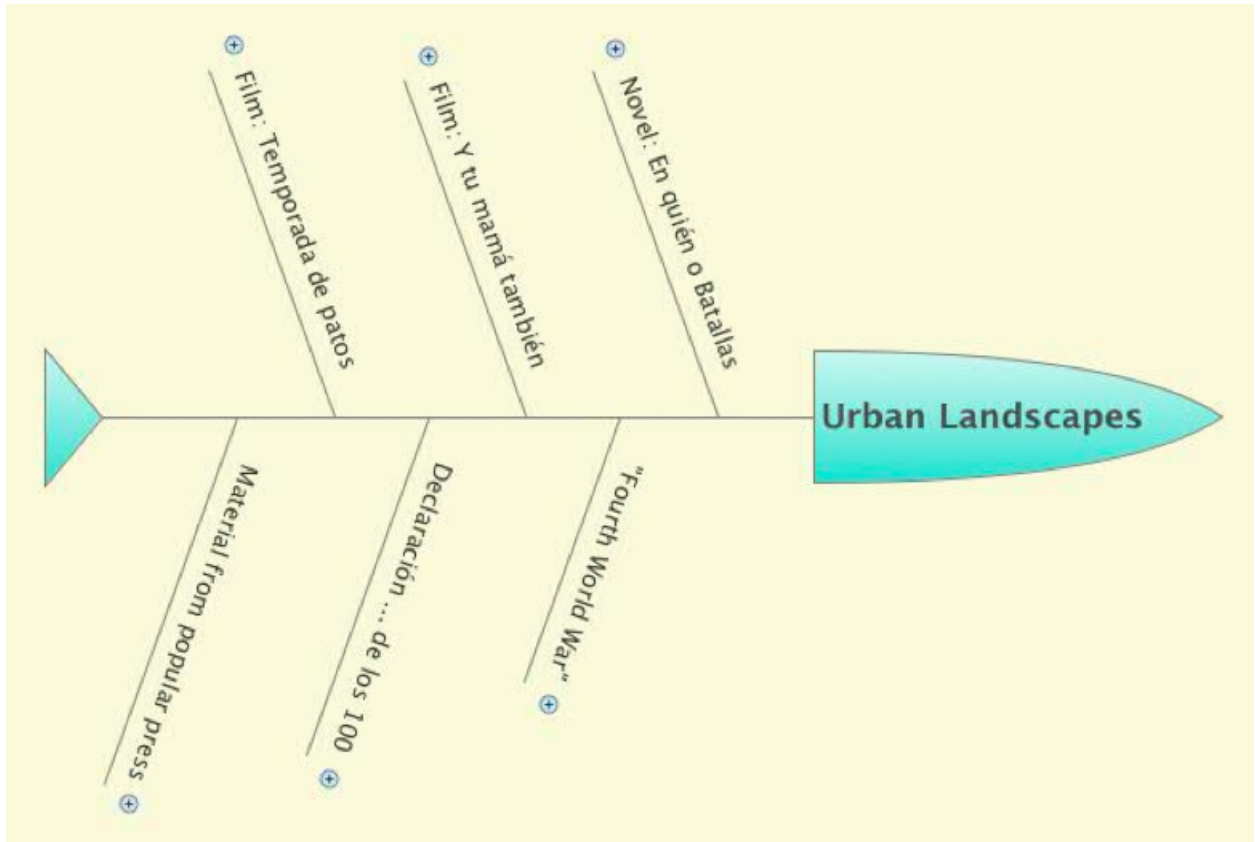 Film: Temporada de patos
Film: Y tu mamá también
Novel: En quién o Batallas
Urban Landscapes
Material from popular press
Declaración ... de los 100
"Fourth World War"